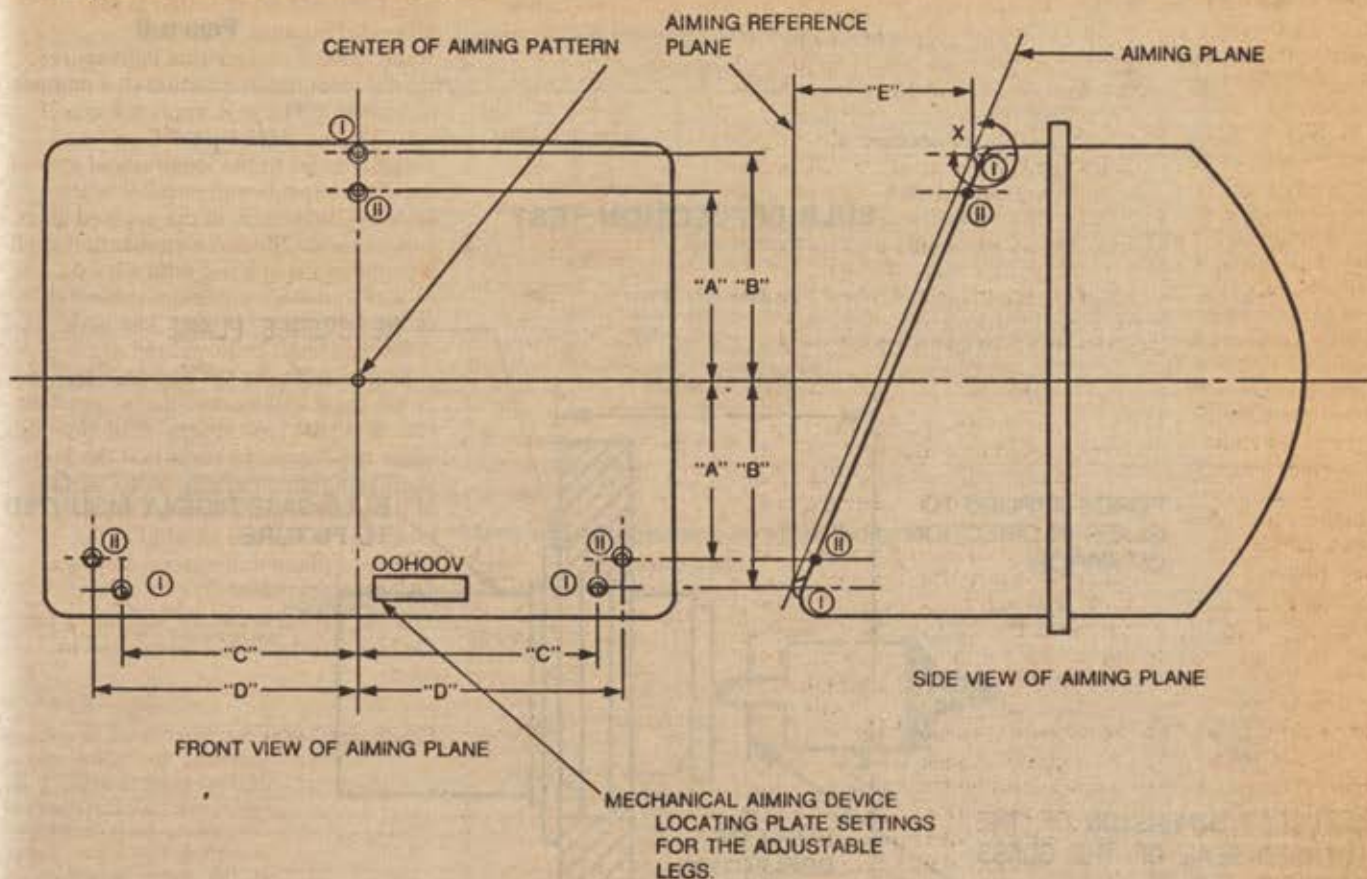 CENTER OF AIMING PATTERN
AIMING REFERENCE
PLANE
AIMING PLANE
"E"
X
I
I
II
II
"A" "B"
"A" "B"
II
II
II
I
I
I
OOHOOV
"C"
"C"
"D"
"D"
SIDE VIEW OF AIMING PLANE
FRONT VIEW OF AIMING PLANE
MECHANICAL AIMING DEVICE
LOCATING PLATE SETTINGS
FOR THE ADJUSTABLE
LEGS.